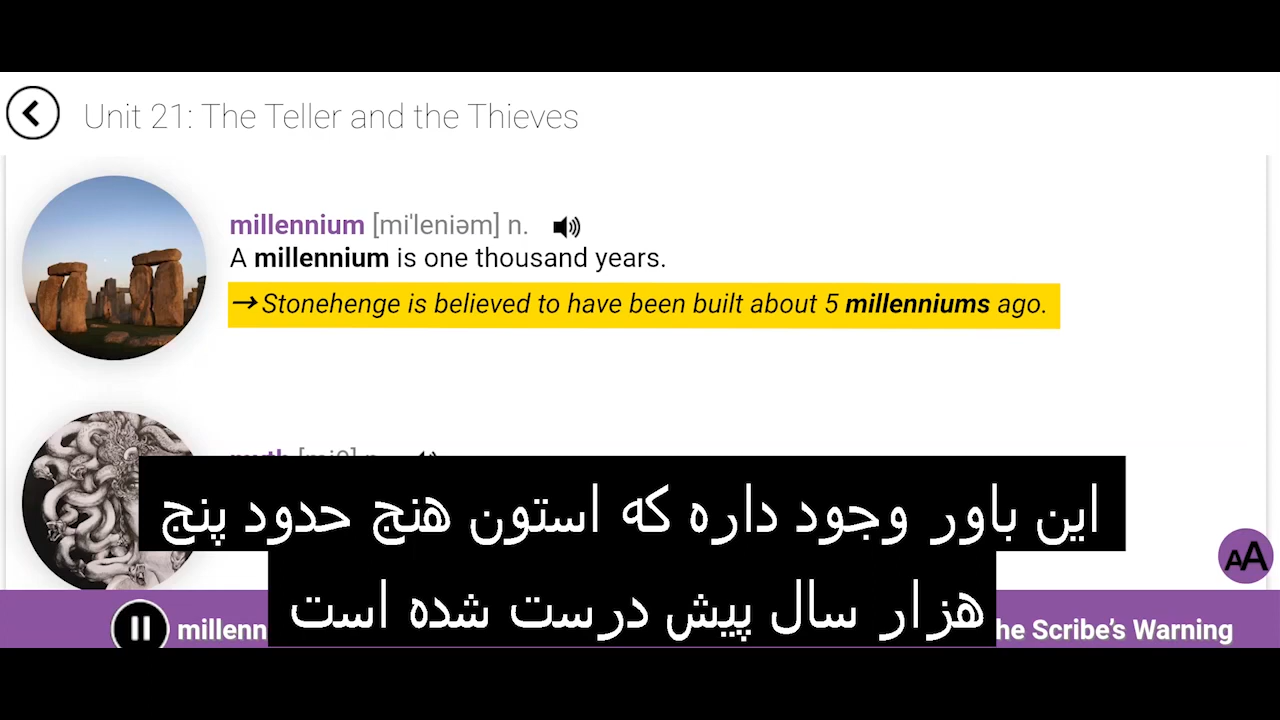 Unit 21: The Teller and the Thieves
millennium [mi'leniəm] n.
A millennium is one thousand years.
→ Stonehenge is believed to have been built about 5 millenniums ago.
این باور وجود داره که استون هنج حدود پنج
هزار سال پیش درست شده است
millenn
he Scribe's Warning
AA